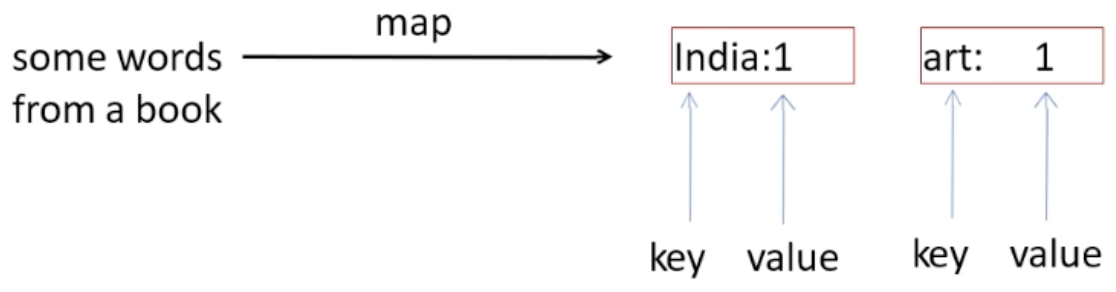 map
some words
from a book
India:1
art: 1
key value
key value